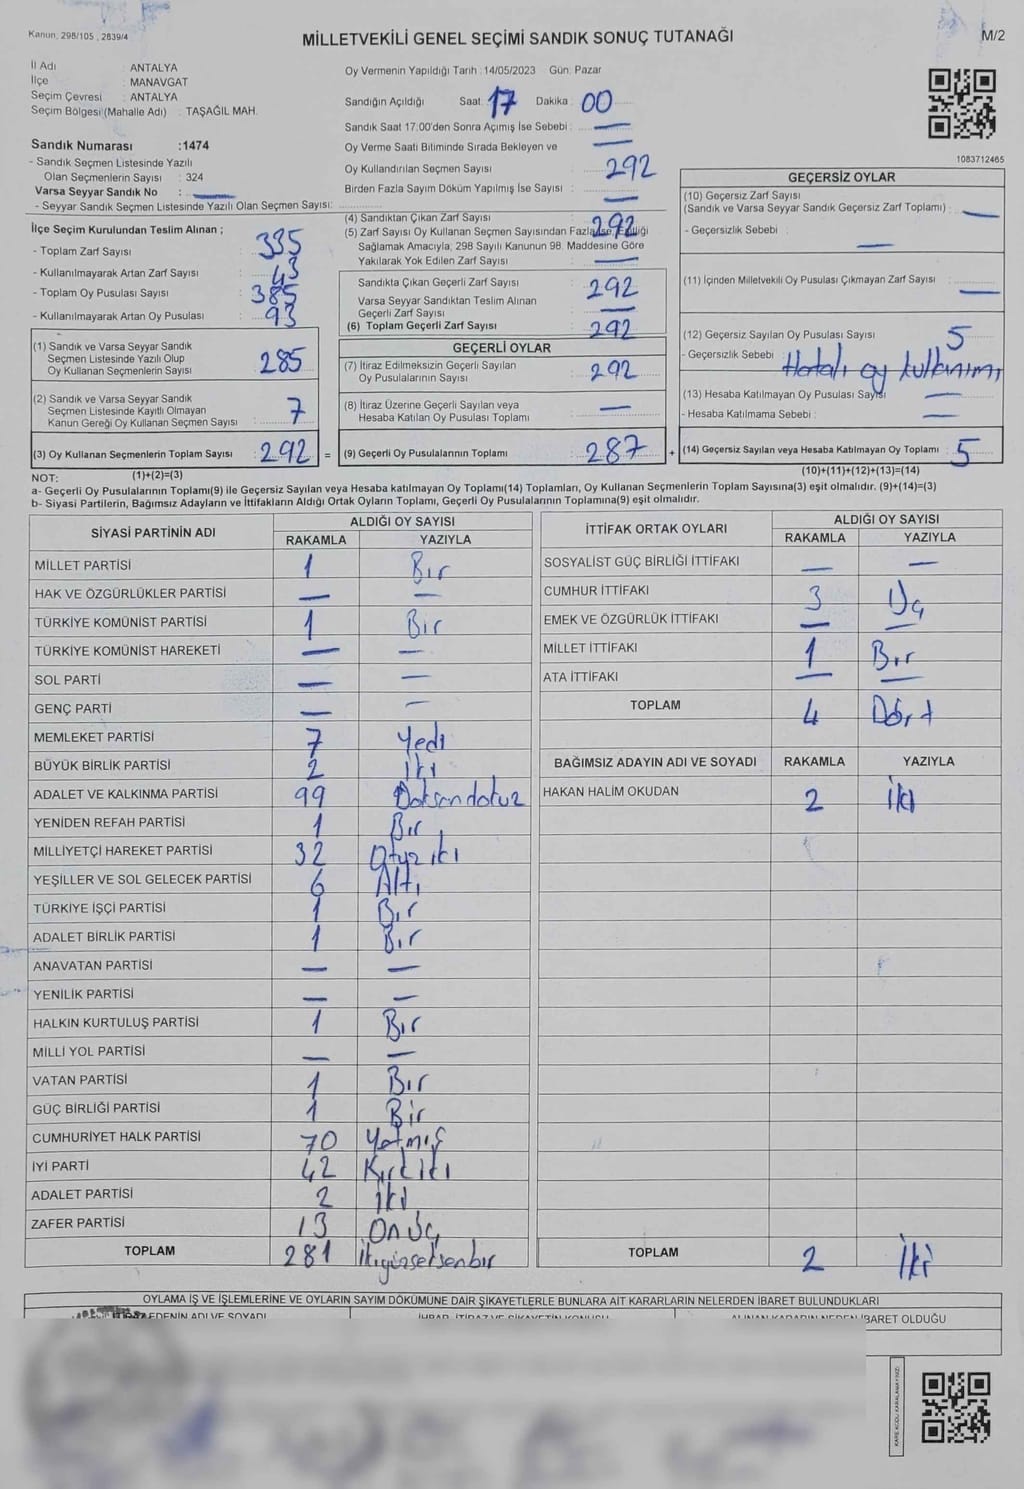 Kanun: 298/105 , 2839/4
MİLLETVEKİLİ GENEL SEÇİMİ SANDIK SONUÇ TUTANAĞI
M/2
İl Adı : ANTALYA
İlçe : MANAVGAT
Seçim Çevresi : ANTALYA
Seçim Bölgesi (Mahalle Adı) : TAŞAĞIL MAH.
Sandık Numarası :1474
- Sandık Seçmen Listesinde Yazılı
Olan Seçmenlerin Sayısı : 324
Varsa Seyyar Sandık No : —
- Seyyar Sandık Seçmen Listesinde Yazılı Olan Seçmen Sayısı:
Oy Vermenin Yapıldığı Tarih :14/05/2023 Gün: Pazar
Sandığın Açıldığı Saat: 17 Dakika : 00
Sandık Saat 17:00'den Sonra Açımış İse Sebebi : —
Oy Verme Saati Bitiminde Sırada Bekleyen ve —
Oy Kullandırılan Seçmen Sayısı : 292
Birden Fazla Sayım Döküm Yapılmış İse Sayısı : —
1083712465
İlçe Seçim Kurulundan Teslim Alınan ;
- Toplam Zarf Sayısı : 335
- Kullanılmayarak Artan Zarf Sayısı : 43
- Toplam Oy Pusulası Sayısı : 385
- Kullanılmayarak Artan Oy Pusulası : 93
(1) Sandık ve Varsa Seyyar Sandık
Seçmen Listesinde Yazılı Olup
Oy Kullanan Seçmenlerin Sayısı : 285
(2) Sandık ve Varsa Seyyar Sandık
Seçmen Listesinde Kayıtlı Olmayan
Kanun Gereği Oy Kullanan Seçmen Sayısı : 7
(3) Oy Kullanan Seçmenlerin Toplam Sayısı : 292 =
(4) Sandıktan Çıkan Zarf Sayısı : 292
(5) Zarf Sayısı Oy Kullanan Seçmen Sayısından Fazla ise, Eşitliği
Sağlamak Amacıyla, 298 Sayılı Kanunun 98. Maddesine Göre
Yakılarak Yok Edilen Zarf Sayısı : —
Sandıkta Çıkan Geçerli Zarf Sayısı : 292
Varsa Seyyar Sandıktan Teslim Alınan
Geçerli Zarf Sayısı : —
(6) Toplam Geçerli Zarf Sayısı : 292
GEÇERLİ OYLAR
(7) İtiraz Edilmeksizin Geçerli Sayılan
Oy Pusulalarının Sayısı : 292
(8) İtiraz Üzerine Geçerli Sayılan veya
Hesaba Katılan Oy Pusulası Toplamı : —
(9) Geçerli Oy Pusulalarının Toplamı : 287 +
GEÇERSİZ OYLAR
(10) Geçersiz Zarf Sayısı
(Sandık ve Varsa Seyyar Sandık Geçersiz Zarf Toplamı) : —
- Geçersizlik Sebebi : —
(11) İçinden Milletvekili Oy Pusulası Çıkmayan Zarf Sayısı : —
(12) Geçersiz Sayılan Oy Pusulası Sayısı : 5
- Geçersizlik Sebebi : Hatalı oy kullanımı
(13) Hesaba Katılmayan Oy Pusulası Sayısı : —
- Hesaba Katılmama Sebebi : —
(14) Geçersiz Sayılan veya Hesaba Katılmayan Oy Toplamı : 5
NOT: (1)+(2)=(3)
(10)+(11)+(12)+(13)=(14)
a- Geçerli Oy Pusulalarının Toplamı(9) ile Geçersiz Sayılan veya Hesaba katılmayan Oy Toplamı(14) Toplamları, Oy Kullanan Seçmenlerin Toplam Sayısına(3) eşit olmalıdır. (9)+(14)=(3)
b- Siyasi Partilerin, Bağımsız Adayların ve İttifakların Aldığı Ortak Oyların Toplamı, Geçerli Oy Pusulalarının Toplamına(9) eşit olmalıdır.
SİYASİ PARTİNİN ADI ALDIĞI OY SAYISI
RAKAMLA YAZIYLA
MİLLET PARTİSİ 1 Bir
HAK VE ÖZGÜRLÜKLER PARTİSİ — —
TÜRKİYE KOMÜNİST PARTİSİ 1 Bir
TÜRKİYE KOMÜNİST HAREKETİ — —
SOL PARTİ — —
GENÇ PARTİ — —
MEMLEKET PARTİSİ 7 Yedi
BÜYÜK BİRLİK PARTİSİ 2 İki
ADALET VE KALKINMA PARTİSİ 99 Doksandokuz
YENİDEN REFAH PARTİSİ 1 Bir
MİLLİYETÇİ HAREKET PARTİSİ 32 Otuziki
YEŞİLLER VE SOL GELECEK PARTİSİ 6 Altı
TÜRKİYE İŞÇİ PARTİSİ 1 Bir
ADALET BİRLİK PARTİSİ 1 Bir
ANAVATAN PARTİSİ — —
YENİLİK PARTİSİ — —
HALKIN KURTULUŞ PARTİSİ 1 Bir
MİLLİ YOL PARTİSİ — —
VATAN PARTİSİ 1 Bir
GÜÇ BİRLİĞİ PARTİSİ 1 Bir
CUMHURİYET HALK PARTİSİ 70 Yetmiş
İYİ PARTİ 42 Kırkiki
ADALET PARTİSİ 2 İki
ZAFER PARTİSİ 13 Onüç
TOPLAM 281 İkiyüzseksenbir
İTTİFAK ORTAK OYLARI ALDIĞI OY SAYISI
RAKAMLA YAZIYLA
SOSYALİST GÜÇ BİRLİĞİ İTTİFAKI — —
CUMHUR İTTİFAKI 3 Üç
EMEK VE ÖZGÜRLÜK İTTİFAKI — —
MİLLET İTTİFAKI 1 Bir
ATA İTTİFAKI — —
TOPLAM 4 Dört
BAĞIMSIZ ADAYIN ADI VE SOYADI RAKAMLA YAZIYLA
HAKAN HALİM OKUDAN 2 İki
TOPLAM 2 İki
OYLAMA İŞ VE İŞLEMLERİNE VE OYLARIN SAYIM DÖKÜMÜNE DAİR ŞİKAYETLERLE BUNLARA AİT KARARLARIN NELERDEN İBARET BULUNDUKLARI
EDENİN ADI VE SOYADI İHBAR, İTİRAZ VE ŞİKAYETİN KONUSU ALINAN KARARIN NEDEN İBARET OLDUĞU
KARE KODU KARALAMAYINIZ!